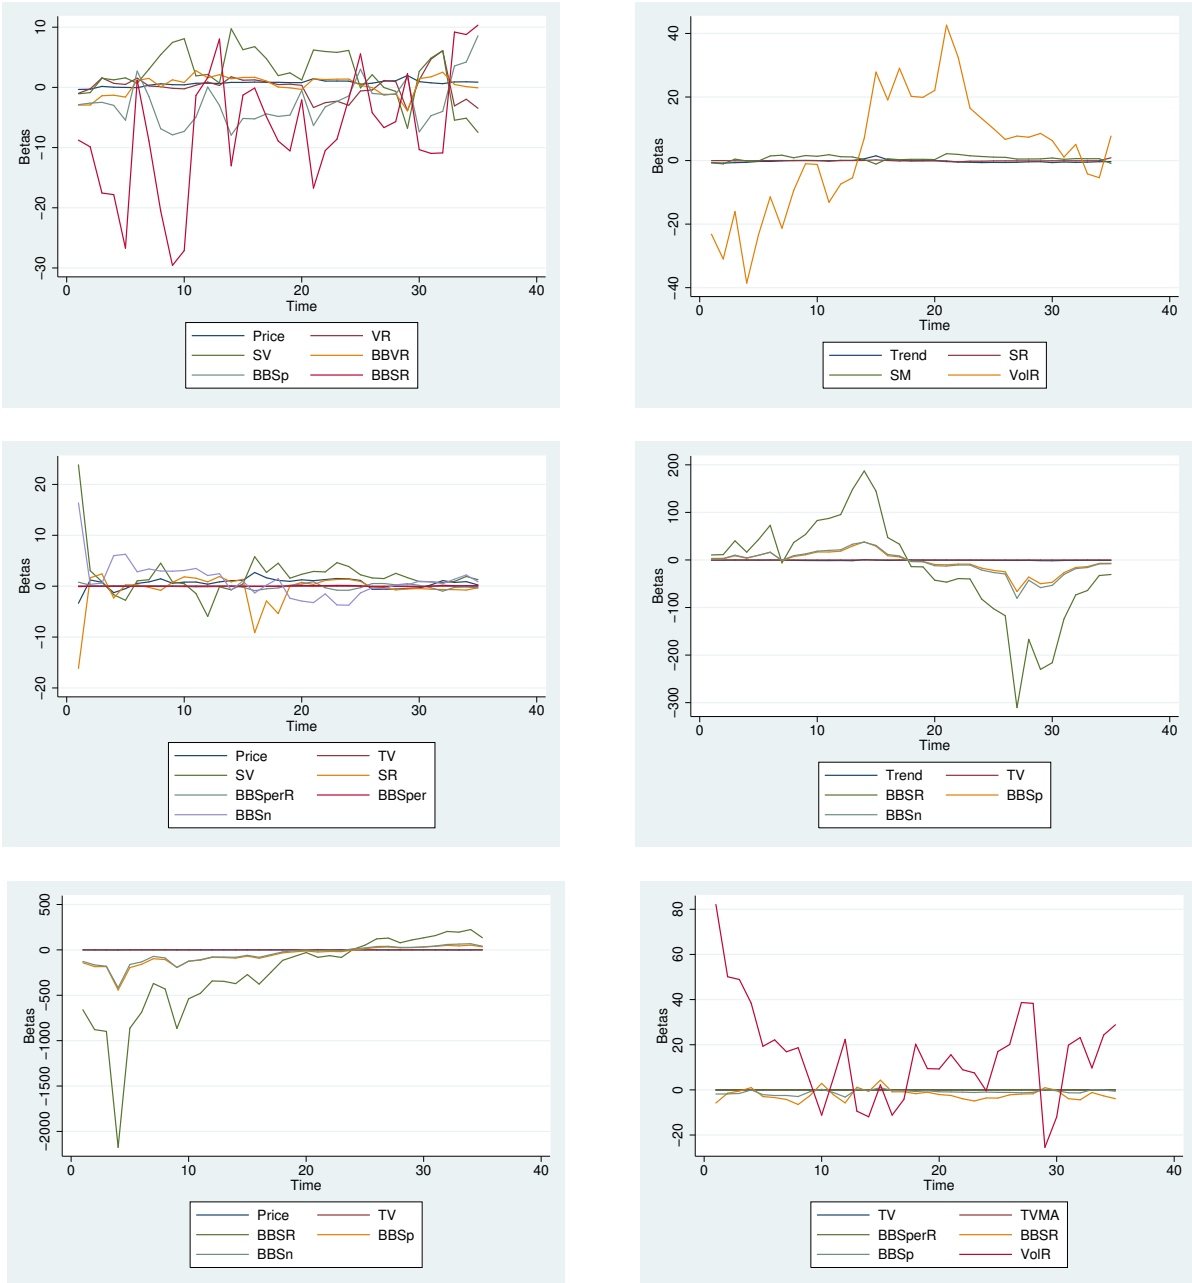 10
0
−10
−20
−30
Betas
0 10 20 30 40
Time
Price VR
SV BBVR
BBSp BBSR
40
20
0
−20
−40
Betas
0 10 20 30 40
Time
Trend SR
SM VolR
20
10
0
−10
−20
Betas
0 10 20 30 40
Time
Price TV
SV SR
BBSperR BBSper
BBSn
200
100
0
−100
−200
−300
Betas
0 10 20 30 40
Time
Trend TV
BBSR BBSp
BBSn
500
0
−500
−1000
−1500
−2000
Betas
0 10 20 30 40
Time
Price TV
BBSR BBSp
BBSn
80
60
40
20
0
−20
Betas
0 10 20 30 40
Time
TV TVMA
BBSperR BBSR
BBSp VolR